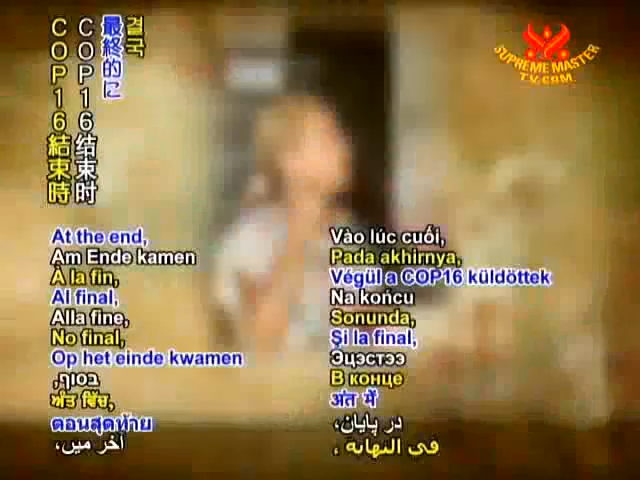 결국
最終的に
COP16结束时
COP16結束時
SUPREME MASTER
TV.COM
At the end,
Am Ende kamen
À la fin,
Al final,
Alla fine,
No final,
Op het einde kwamen
בסוף,
ਅੰਤ ਵਿੱਚ,
ตอนสุดท้าย
آخر میں،
Vào lúc cuối,
Pada akhirnya,
Végül a COP16 küldöttek
Na końcu
Sonunda,
Şi la final,
Эцэстээ
В конце
अंत में
در پایان،
في النهاية ،